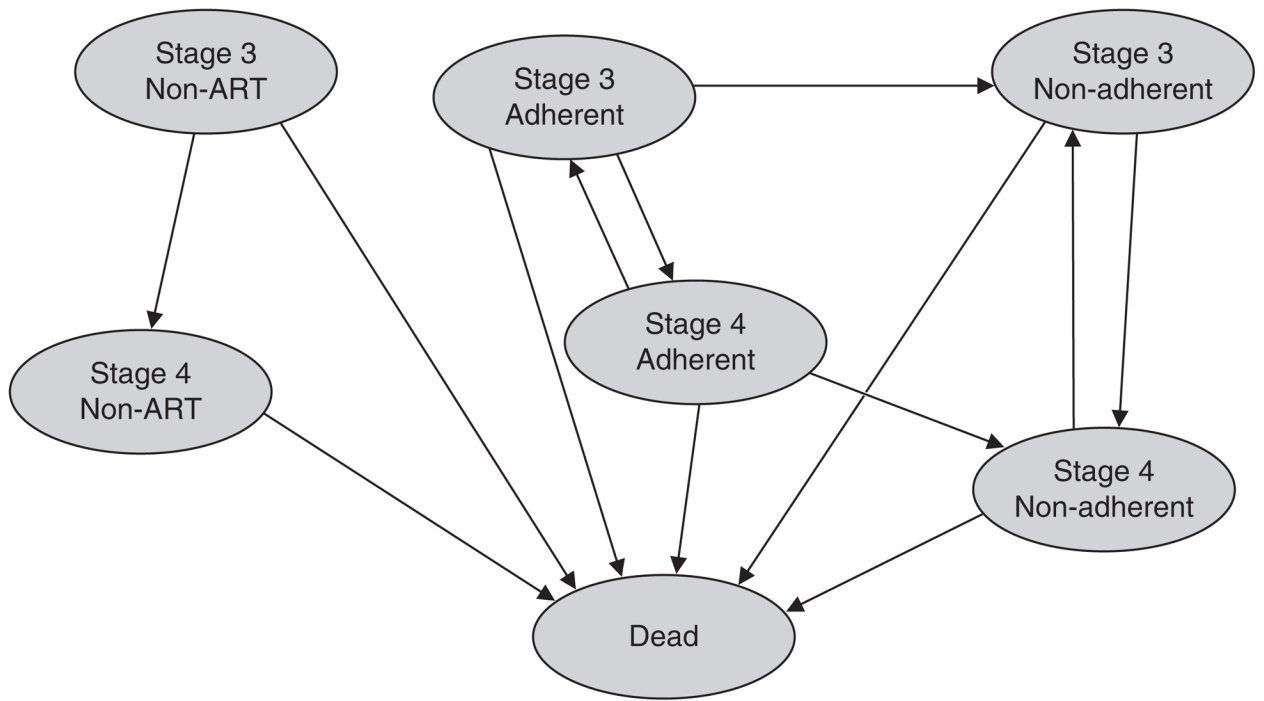 Stage 3
Non-ART
Stage 3
Adherent
Stage 3
Non-adherent
Stage 4
Adherent
Stage 4
Non-ART
Stage 4
Non-adherent
Dead